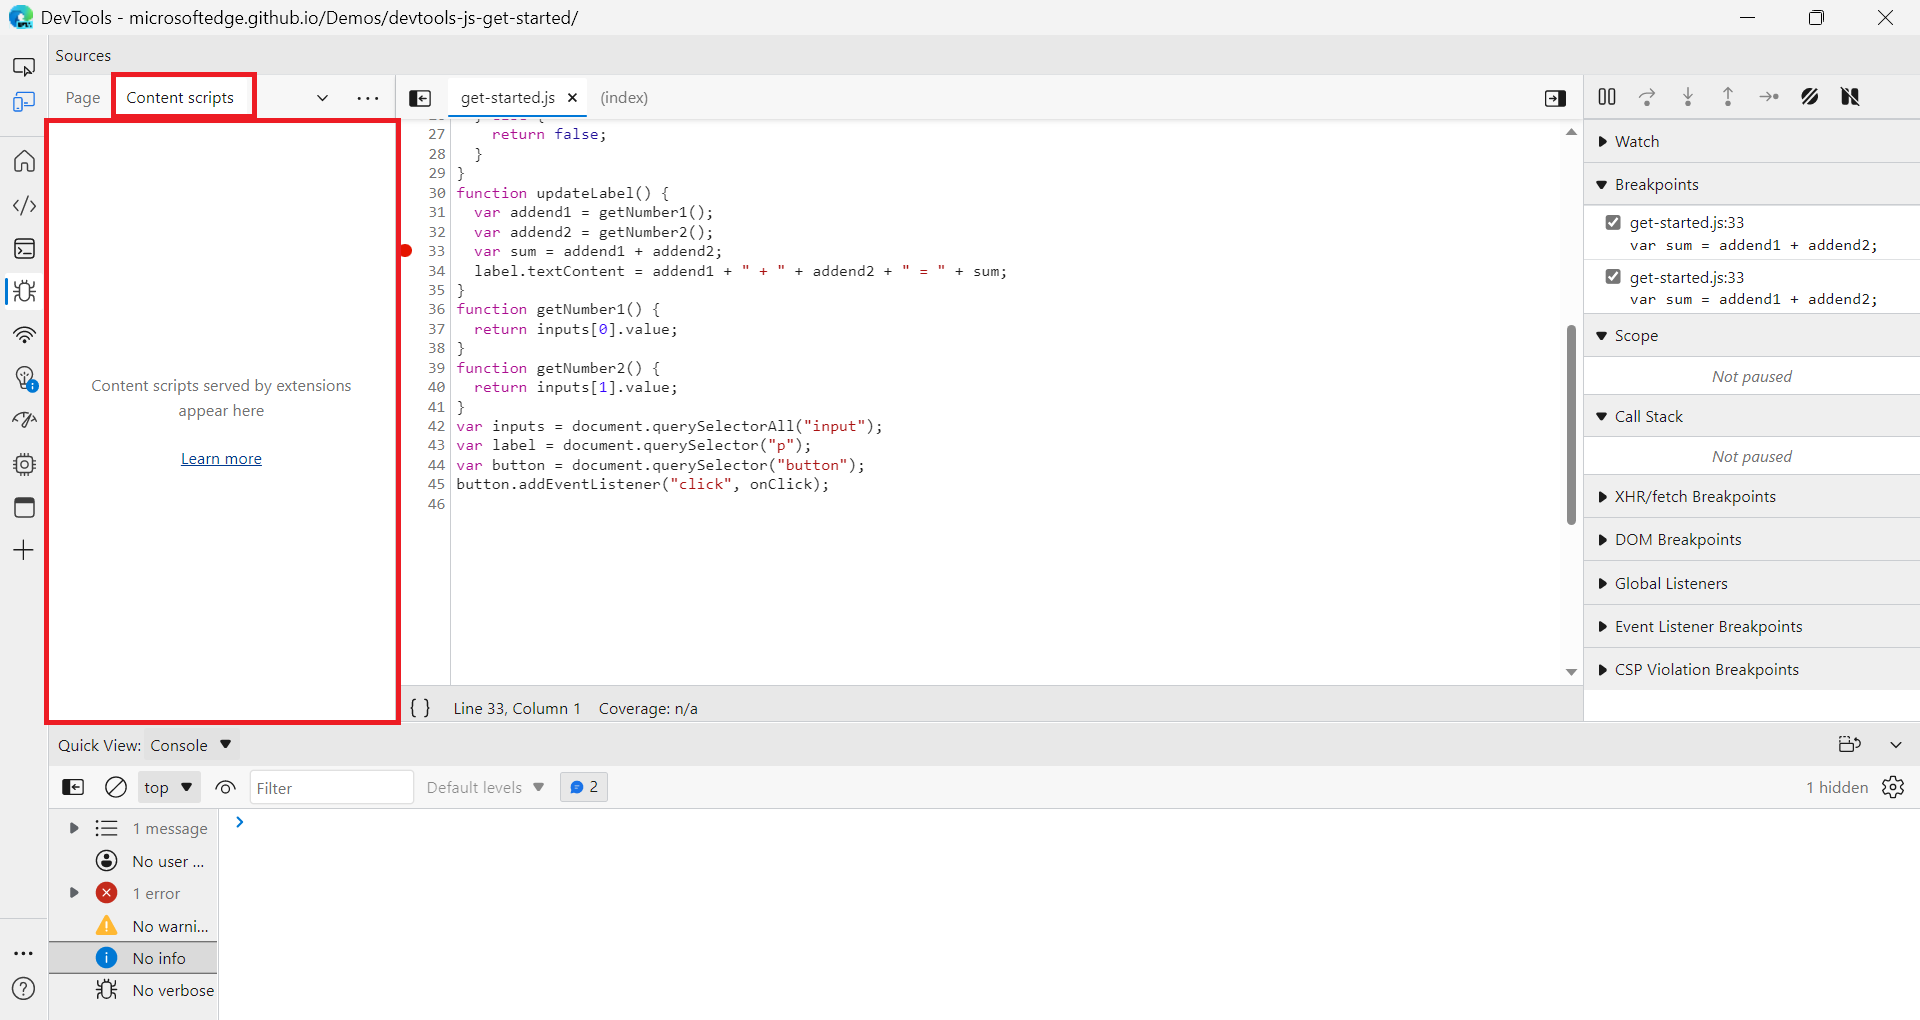 DevTools - microsoftedge.github.io/Demos/devtools-js-get-started/
Sources
Page
Content scripts
get-started.js
(index)
Content scripts served by extensions
appear here
Learn more
27 return false;
28 }
29 }
30 function updateLabel() {
31 var addend1 = getNumber1();
32 var addend2 = getNumber2();
33 var sum = addend1 + addend2;
34 label.textContent = addend1 + " + " + addend2 + " = " + sum;
35 }
36 function getNumber1() {
37 return inputs[0].value;
38 }
39 function getNumber2() {
40 return inputs[1].value;
41 }
42 var inputs = document.querySelectorAll("input");
43 var label = document.querySelector("p");
44 var button = document.querySelector("button");
45 button.addEventListener("click", onClick);
46
{ } Line 33, Column 1 Coverage: n/a
Watch
Breakpoints
get-started.js:33
var sum = addend1 + addend2;
get-started.js:33
var sum = addend1 + addend2;
Scope
Not paused
Call Stack
Not paused
XHR/fetch Breakpoints
DOM Breakpoints
Global Listeners
Event Listener Breakpoints
CSP Violation Breakpoints
Quick View: Console
top
Filter
Default levels
2
1 hidden
1 message
No user ...
1 error
No warni...
No info
No verbose